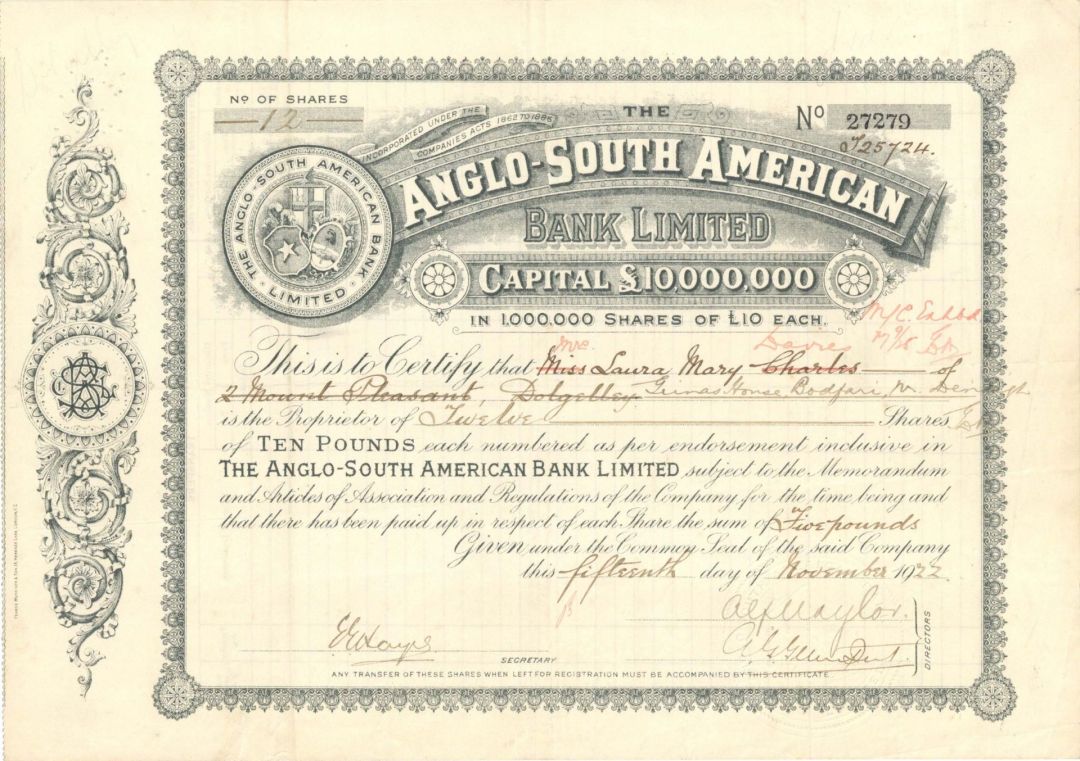 Nº OF SHARES
12
INCORPORATED UNDER THE
COMPANIES ACTS 1862 TO 1886
THE
Nº 27279
T25724.
THE ANGLO-SOUTH AMERICAN BANK LIMITED
ANGLO-SOUTH AMERICAN
BANK LIMITED
CAPITAL £10,000,000
IN 1,000,000 SHARES OF £10 EACH.
M/C
Mrs. Davies
This is to Certify that Miss Laura Mary Charles of
2 Mount Pleasant, Dolgelley House, Bodfari, Nr. Denbigh
is the Proprietor of Twelve Shares
of TEN POUNDS each numbered as per endorsement inclusive in
THE ANGLO-SOUTH AMERICAN BANK LIMITED subject to the Memorandum
and Articles of Association and Regulations of the Company for the time being and
that there has been paid up in respect of each Share the sum of Five pounds
Given under the Common Seal of the said Company
this fifteenth day of November 1922
DIRECTORS
SECRETARY
ANY TRANSFER OF THESE SHARES WHEN LEFT FOR REGISTRATION MUST BE ACCOMPANIED BY THIS CERTIFICATE.